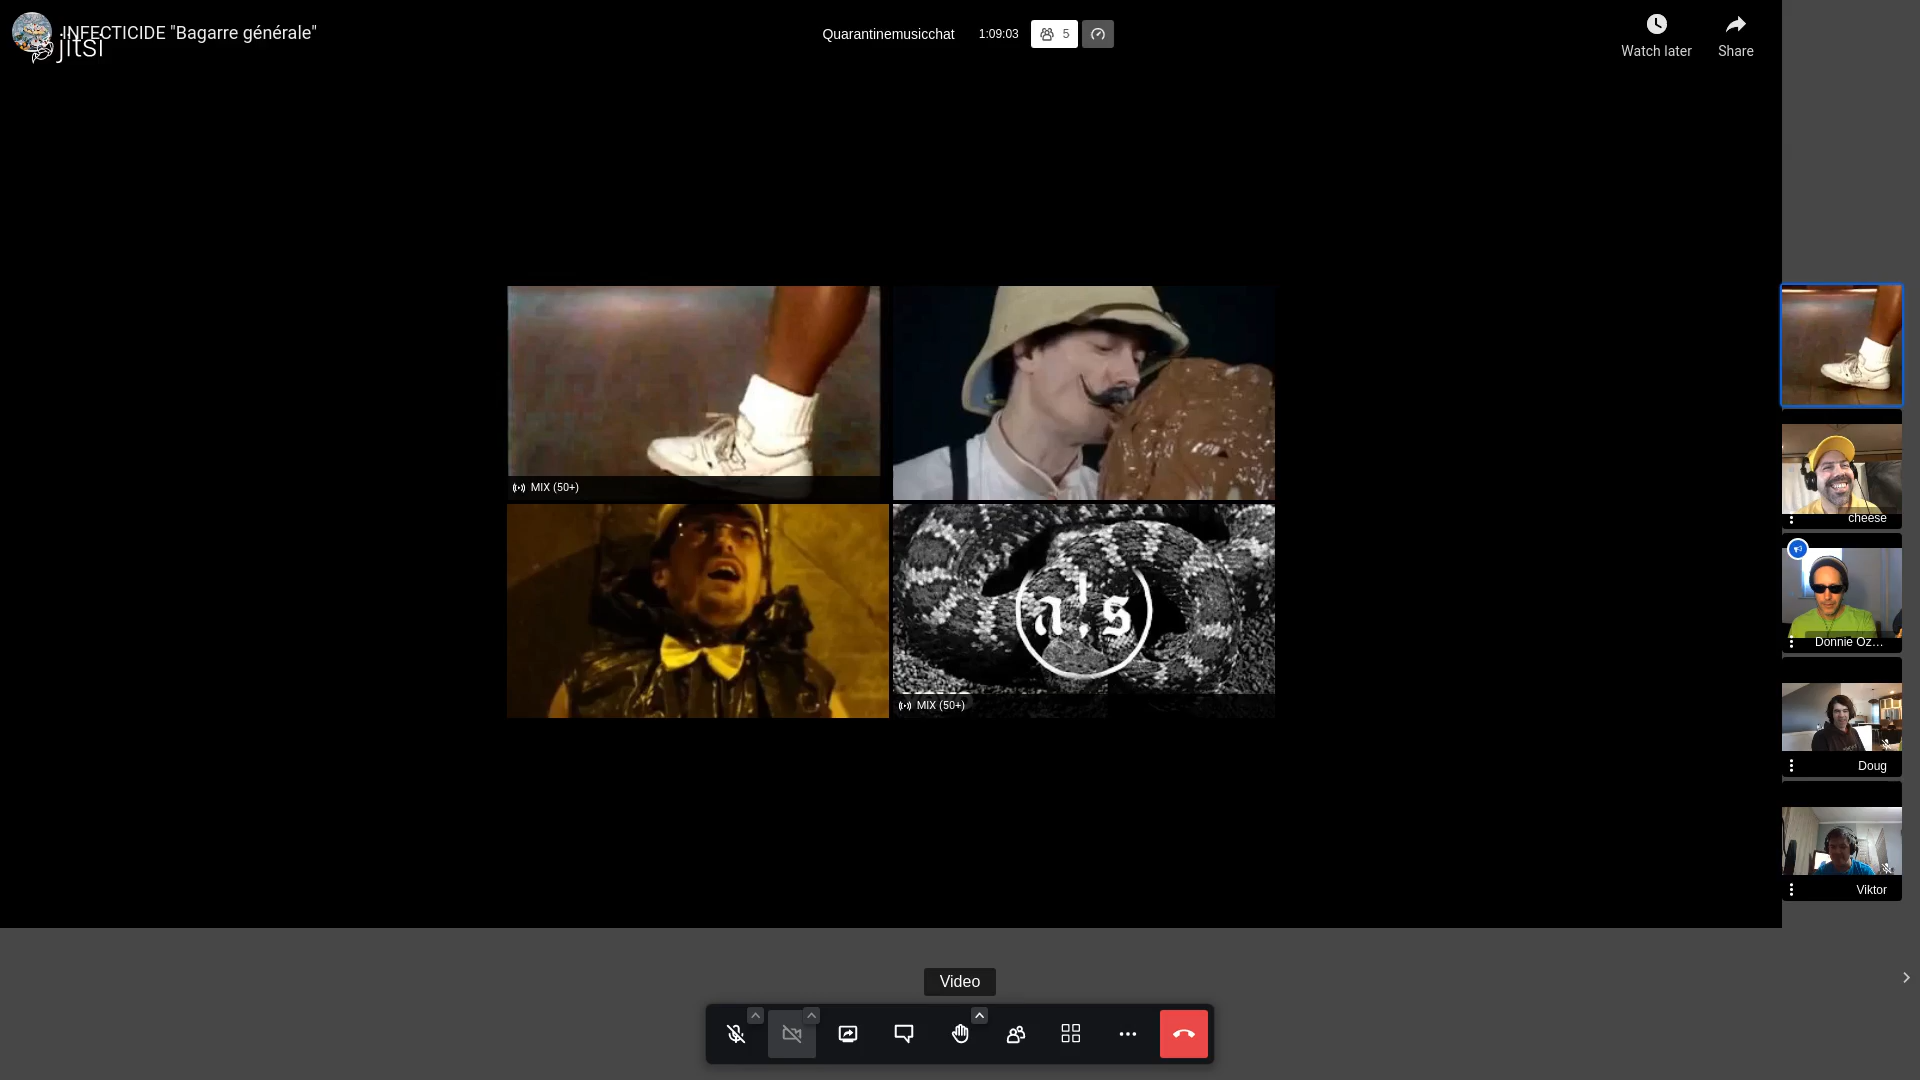 INFECTICIDE "Bagarre générale"
jitsi
Quarantinemusicchat
1:09:03
5
Watch later
Share
MIX (50+)
a!s
MIX (50+)
cheese
Donnie Oz...
Doug
Viktor
Video